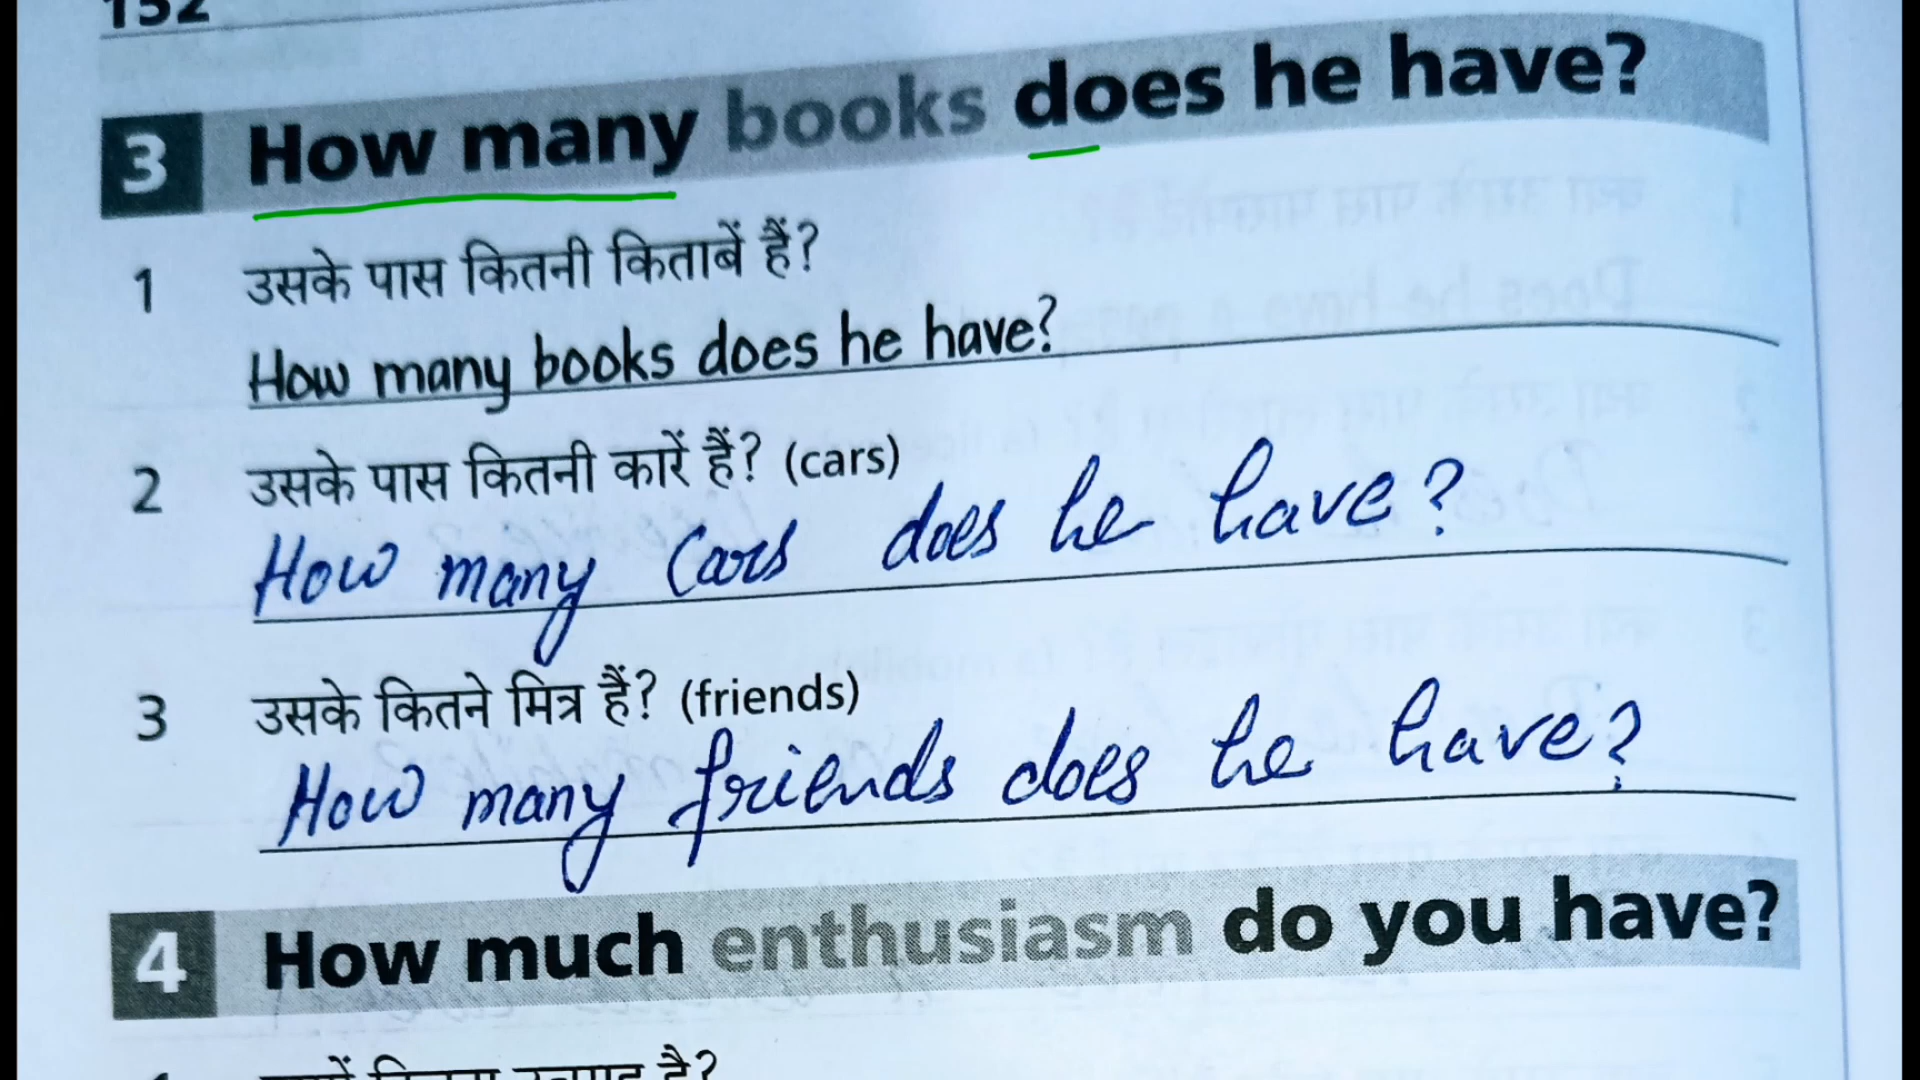 152
3 How many books does he have?
1 उसके पास कितनी किताबें हैं?
How many books does he have?
2 उसके पास कितनी कारें हैं? (cars)
How many Cars does he have?
3 उसके कितने मित्र हैं? (friends)
How many friends does he have?
4 How much enthusiasm do you have?
है?